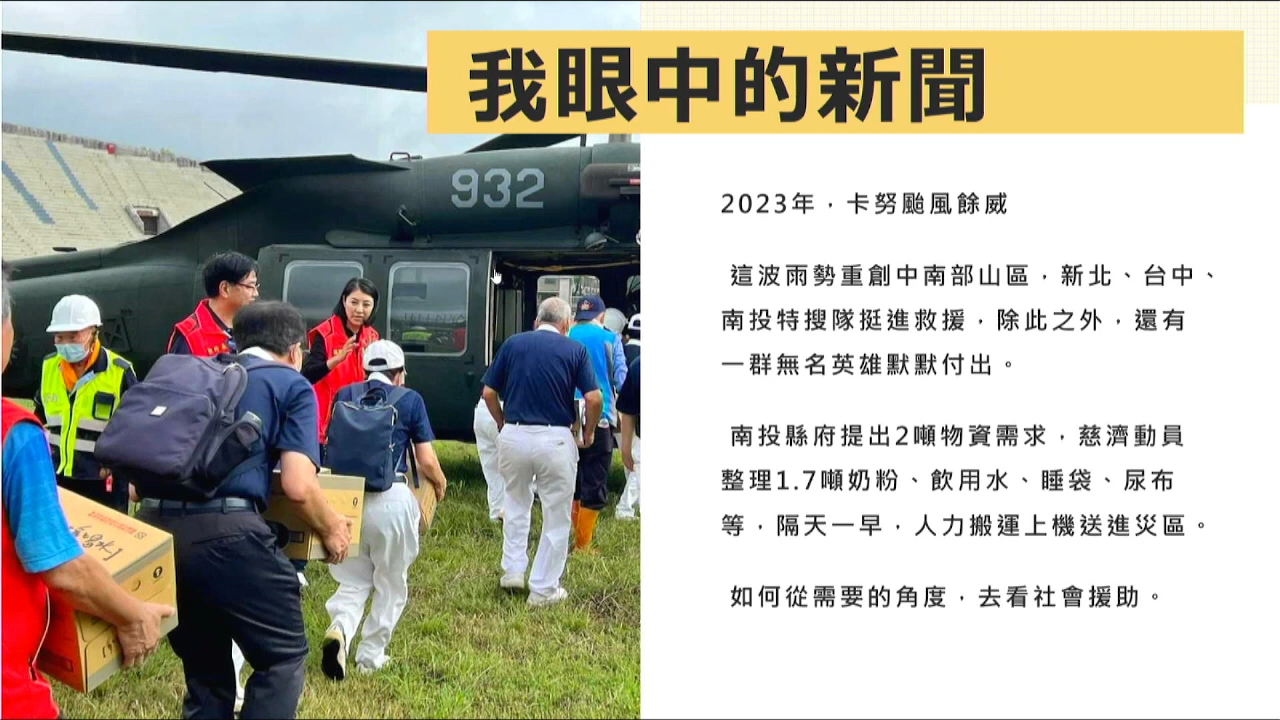 我眼中的新聞
932
2023年，卡努颱風餘威
這波雨勢重創中南部山區，新北、台中、
南投特搜隊挺進救援，除此之外，還有
一群無名英雄默默付出。
南投縣府提出2噸物資需求，慈濟動員
整理1.7噸奶粉、飲用水、睡袋、尿布
等，隔天一早，人力搬運上機送進災區。
如何從需要的角度，去看社會援助。